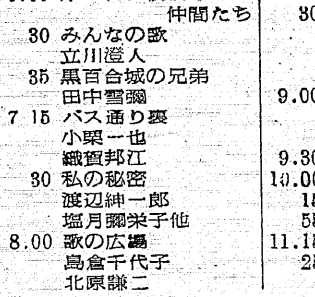 仲間たち
30 みんなの歌
立川澄人
35 黒百合城の兄弟
田中雪彌
7 15 バス通り裏
小栗一也
織賀邦江
30 私の秘密
渡辺紳一郎
塩月彌栄子他
8.00 歌の広場
島倉千代子
北原謙二
30
9.00
9.30
10.00
11.15